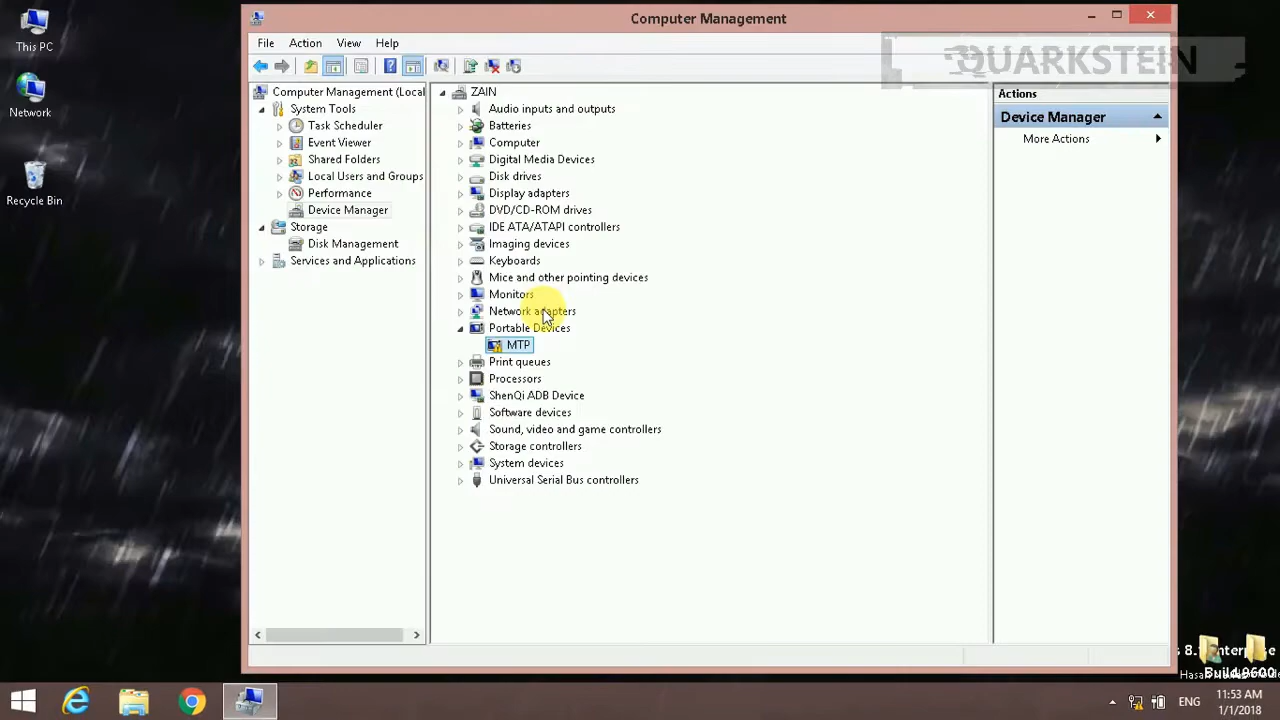 This PC
Network
Recycle Bin
Computer Management
File Action View Help
QUARKSTEIN
Computer Management (Local
System Tools
Task Scheduler
Event Viewer
Shared Folders
Local Users and Groups
Performance
Device Manager
Storage
Disk Management
Services and Applications
ZAIN
Audio inputs and outputs
Batteries
Computer
Digital Media Devices
Disk drives
Display adapters
DVD/CD-ROM drives
IDE ATA/ATAPI controllers
Imaging devices
Keyboards
Mice and other pointing devices
Monitors
Network adapters
Portable Devices
MTP
Print queues
Processors
ShenQi ADB Device
Software devices
Sound, video and game controllers
Storage controllers
System devices
Universal Serial Bus controllers
Actions
Device Manager
More Actions
Build 9600
ENG
11:53 AM
1/1/2018